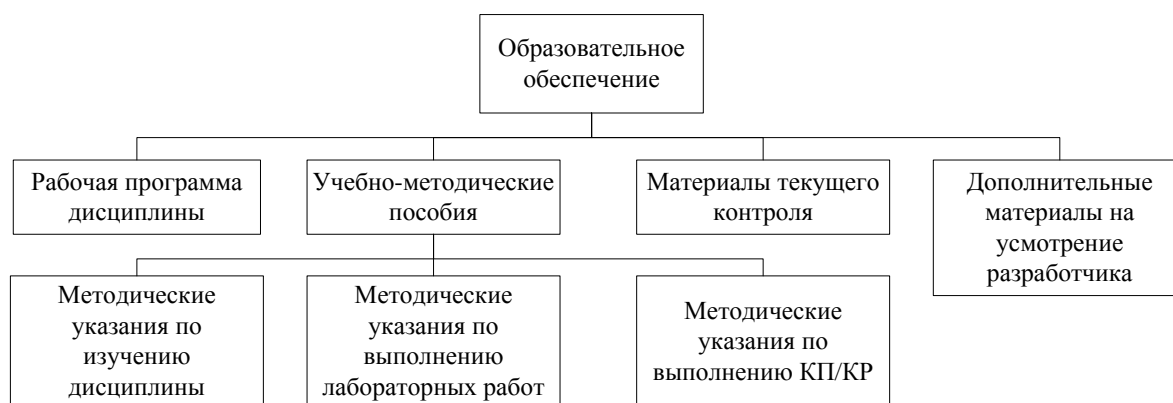 Образовательное
обеспечение
Рабочая программа
дисциплины
Учебно-методические
пособия
Материалы текущего
контроля
Дополнительные
материалы на
усмотрение
разработчика
Методические
указания по
изучению
дисциплины
Методические
указания по
выполнению
лабораторных работ
Методические
указания по
выполнению КП/КР